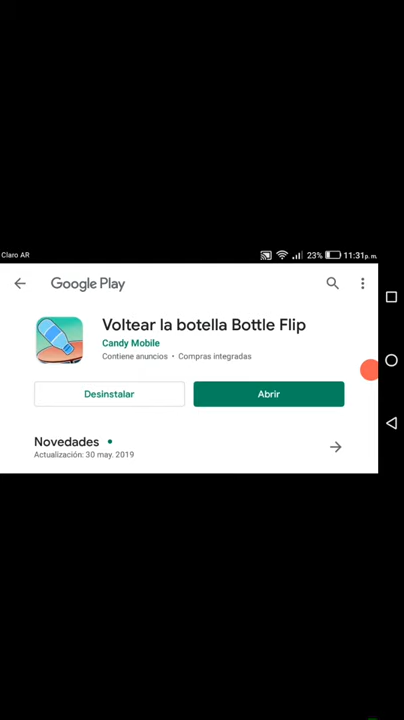 Claro AR
23% 11:31p. m.
Google Play
Voltear la botella Bottle Flip
Candy Mobile
Contiene anuncios • Compras integradas
Desinstalar
Abrir
Novedades •
Actualización: 30 may. 2019